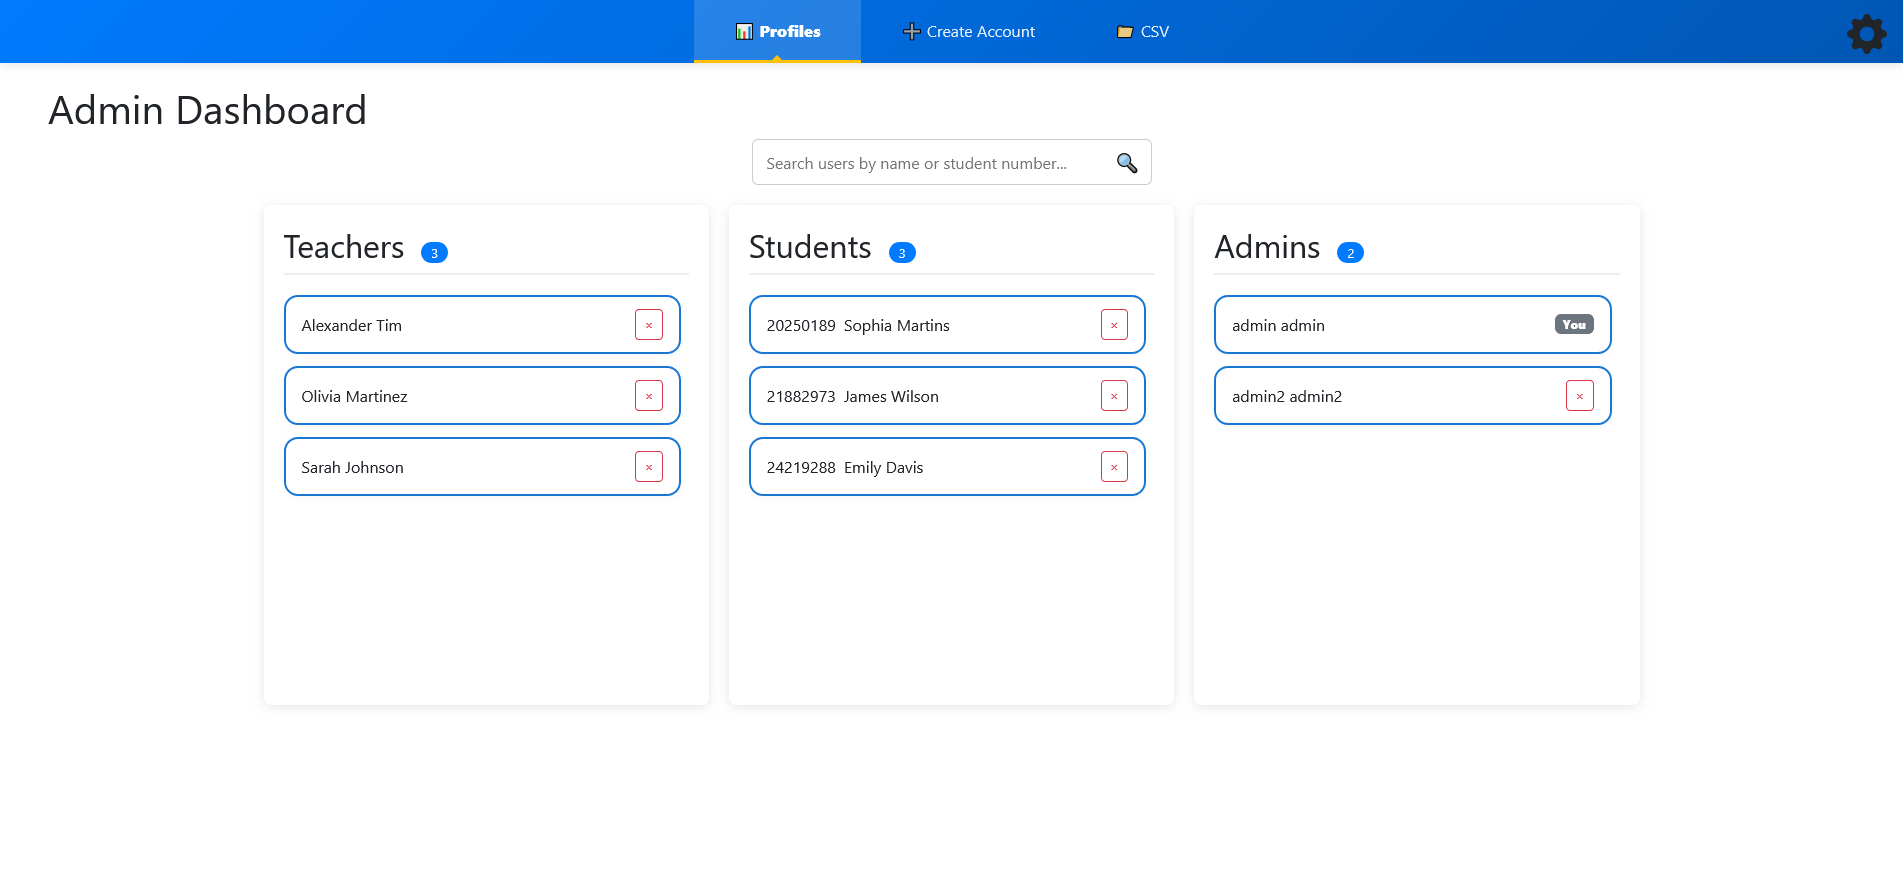 Profiles Create Account CSV
Admin Dashboard
Search users by name or student number...
Teachers 3
Alexander Tim ×
Olivia Martinez ×
Sarah Johnson ×
Students 3
20250189 Sophia Martins ×
21882973 James Wilson ×
24219288 Emily Davis ×
Admins 2
admin admin You
admin2 admin2 ×